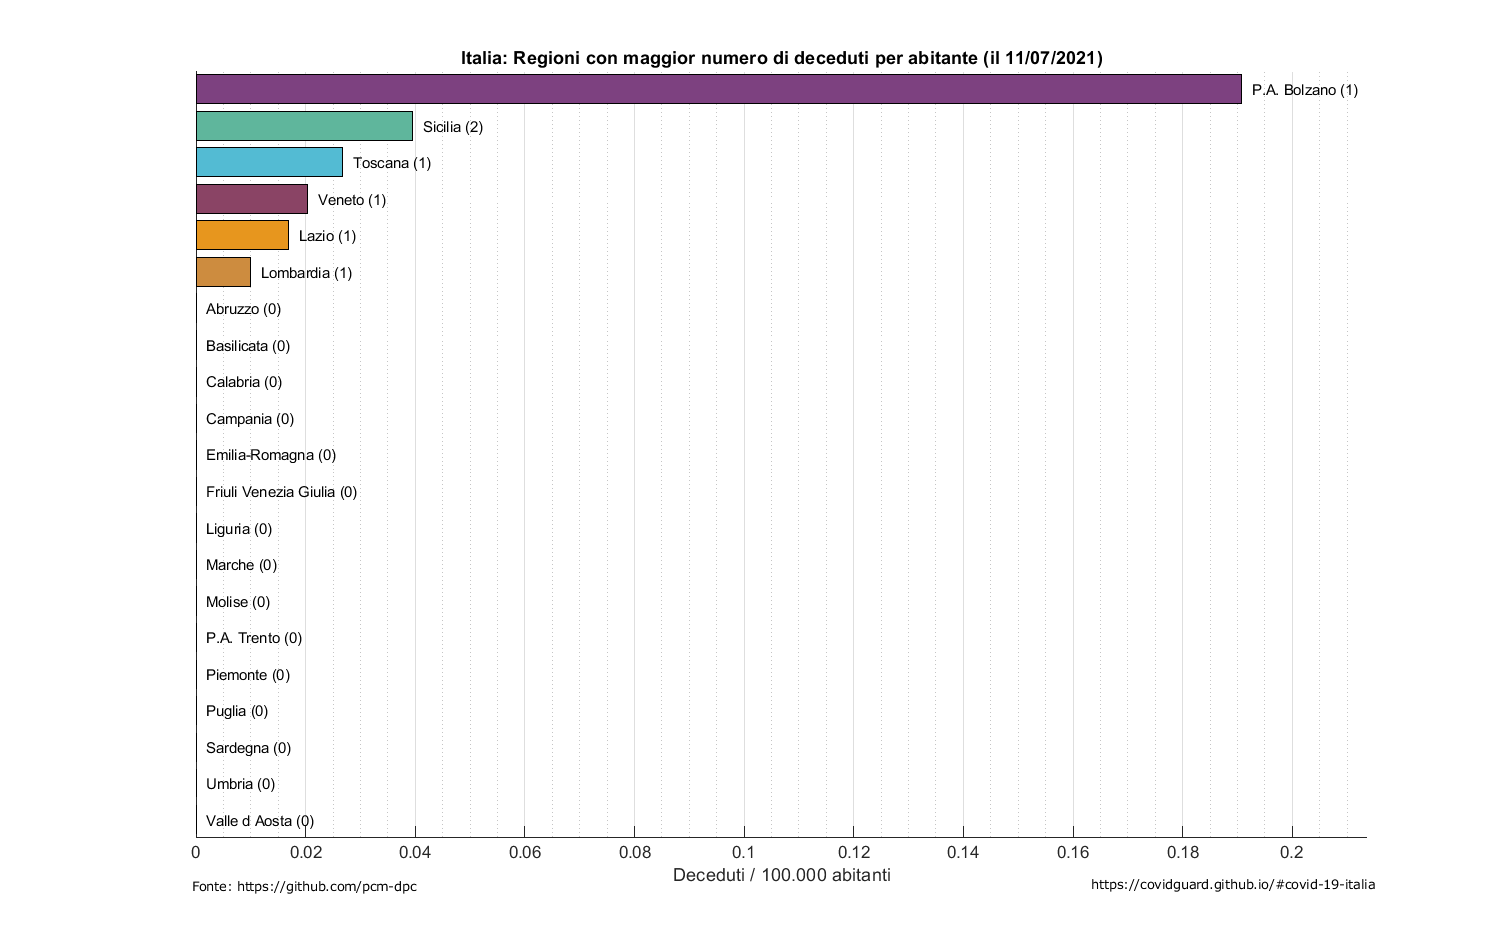 Italia: Regioni con maggior numero di deceduti per abitante (il 11/07/2021)
P.A. Bolzano (1)
Sicilia (2)
Toscana (1)
Veneto (1)
Lazio (1)
Lombardia (1)
Abruzzo (0)
Basilicata (0)
Calabria (0)
Campania (0)
Emilia-Romagna (0)
Friuli Venezia Giulia (0)
Liguria (0)
Marche (0)
Molise (0)
P.A. Trento (0)
Piemonte (0)
Puglia (0)
Sardegna (0)
Umbria (0)
Valle d Aosta (0)
0 0.02 0.04 0.06 0.08 0.1 0.12 0.14 0.16 0.18 0.2
Deceduti / 100.000 abitanti
Fonte: https://github.com/pcm-dpc
https://covidguard.github.io/#covid-19-italia